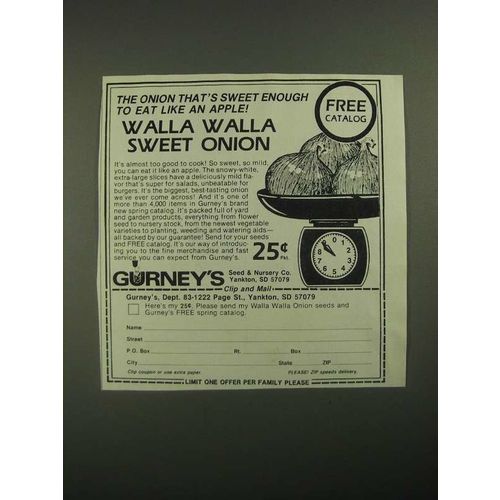 THE ONION THAT'S SWEET ENOUGH
TO EAT LIKE AN APPLE!
FREE
CATALOG
WALLA WALLA
SWEET ONION
It's almost too good to cook! So sweet, so mild,
you can eat it like an apple. The snowy-white,
extra-large slices have a deliciously mild fla-
vor that's super for salads, unbeatable for
burgers. It's the biggest, best-tasting onion
we've ever come across! And it's one of
more than 4,000 items in Gurney's brand
new spring catalog. It's packed full of yard
and garden products, everything from flower
seed to nursery stock, from the newest vegetable
varieties to planting, weeding and watering aids—
all backed by our guarantee! Send for your seeds
and FREE catalog. It's our way of introduc-
ing you to the fine merchandise and fast
service you can expect from Gurney's.
25¢
Pkt.
GURNEY'S
Seed & Nursery Co.
Yankton, SD 57079
Clip and Mail
Gurney's, Dept. 83-1222 Page St., Yankton, SD 57079
Here's my 25¢. Please send my Walla Walla Onion seeds and
Gurney's FREE spring catalog.
Name
Street
P.O. Box Rt. Box
City State ZIP
Clip coupon or use extra paper. PLEASE! ZIP speeds delivery.
LIMIT ONE OFFER PER FAMILY PLEASE